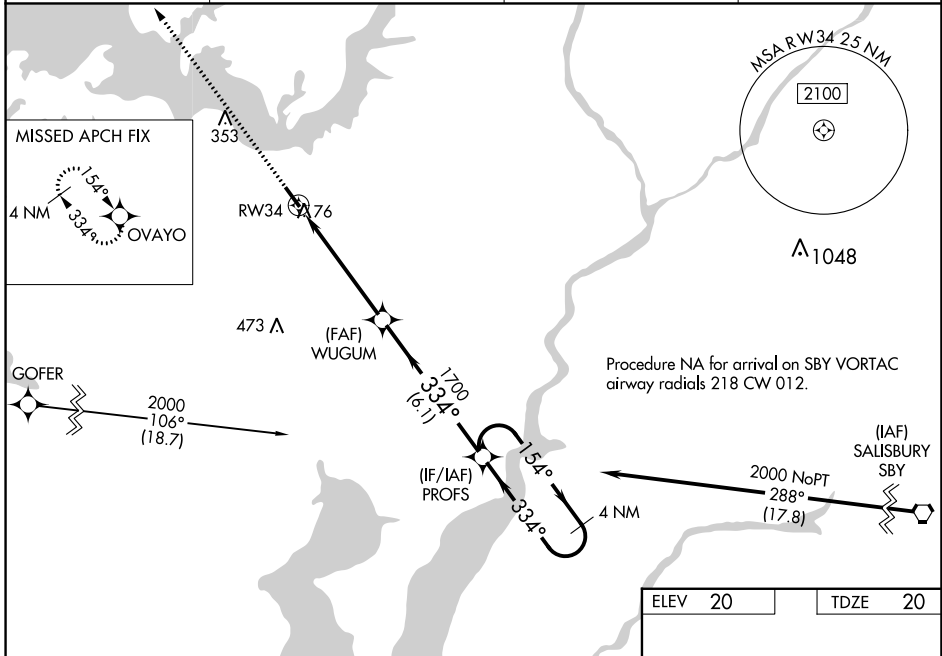 MSA RW34 25 NM
2100
353
MISSED APCH FIX
154°
4 NM
334°
OVAYO
RW34
76
1048
473
(FAF)
WUGUM
Procedure NA for arrival on SBY VORTAC
airway radials 218 CW 012.
GOFER
2000
106°
(18.7)
1700
334°
(6.1)
(IAF)
SALISBURY
SBY
(IF/IAF)
PROFS
154°
334°
4 NM
2000 NoPT
288°
(17.8)
ELEV 20
TDZE 20